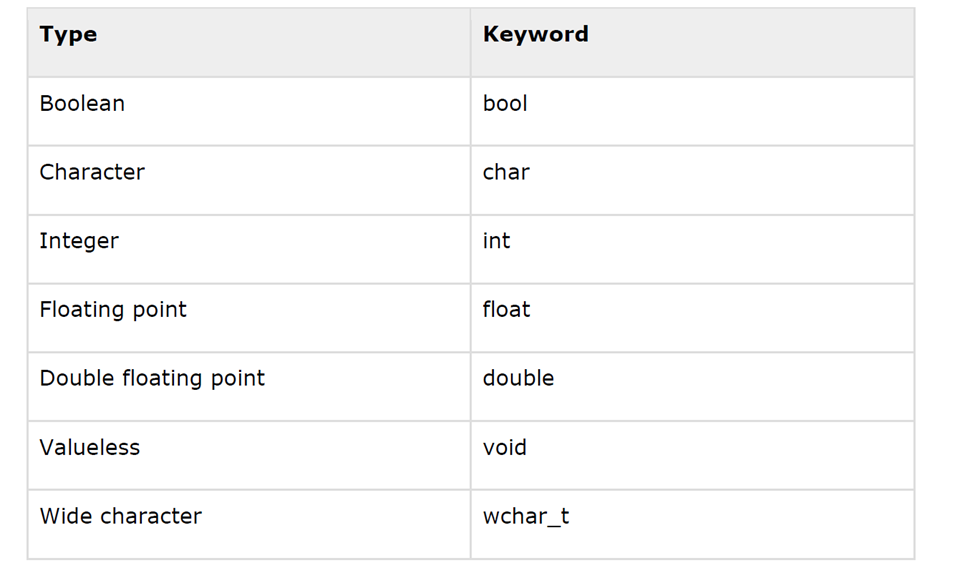 Type Keyword
Boolean bool
Character char
Integer int
Floating point float
Double floating point double
Valueless void
Wide character wchar_t